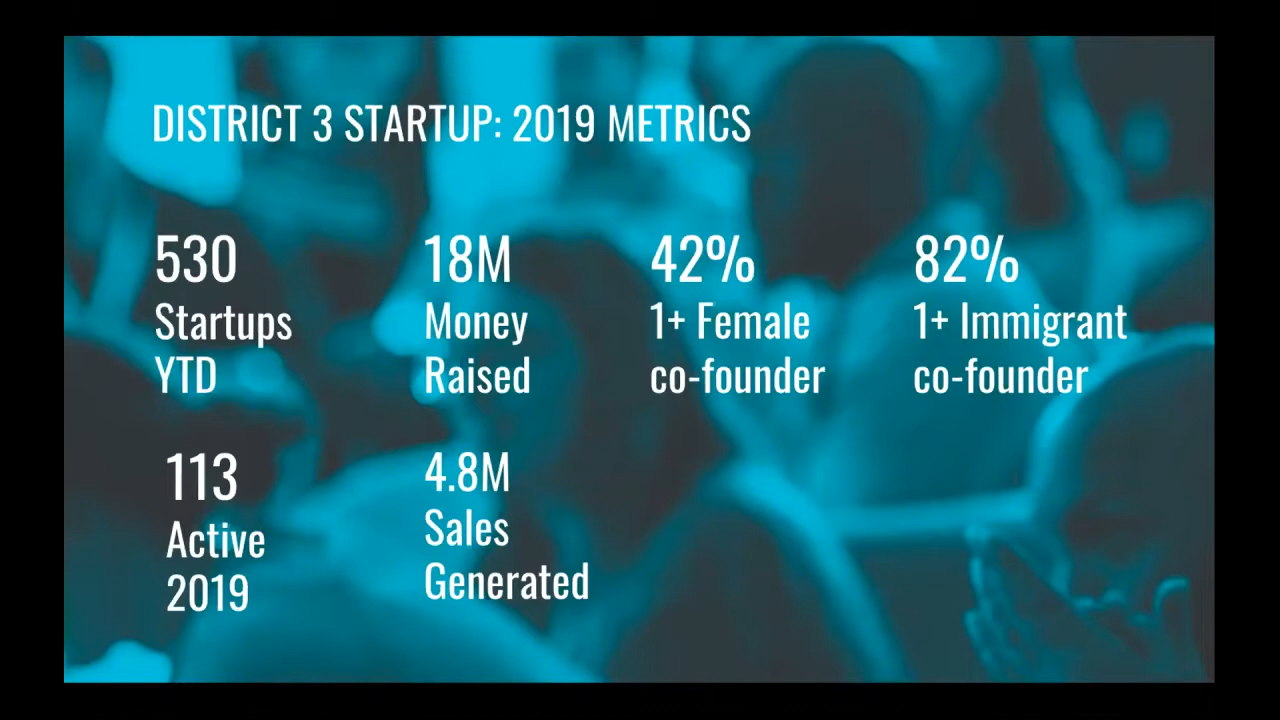 DISTRICT 3 STARTUP: 2019 METRICS
530
Startups
YTD
18M
Money
Raised
42%
1+ Female
co-founder
82%
1+ Immigrant
co-founder
113
Active
2019
4.8M
Sales
Generated